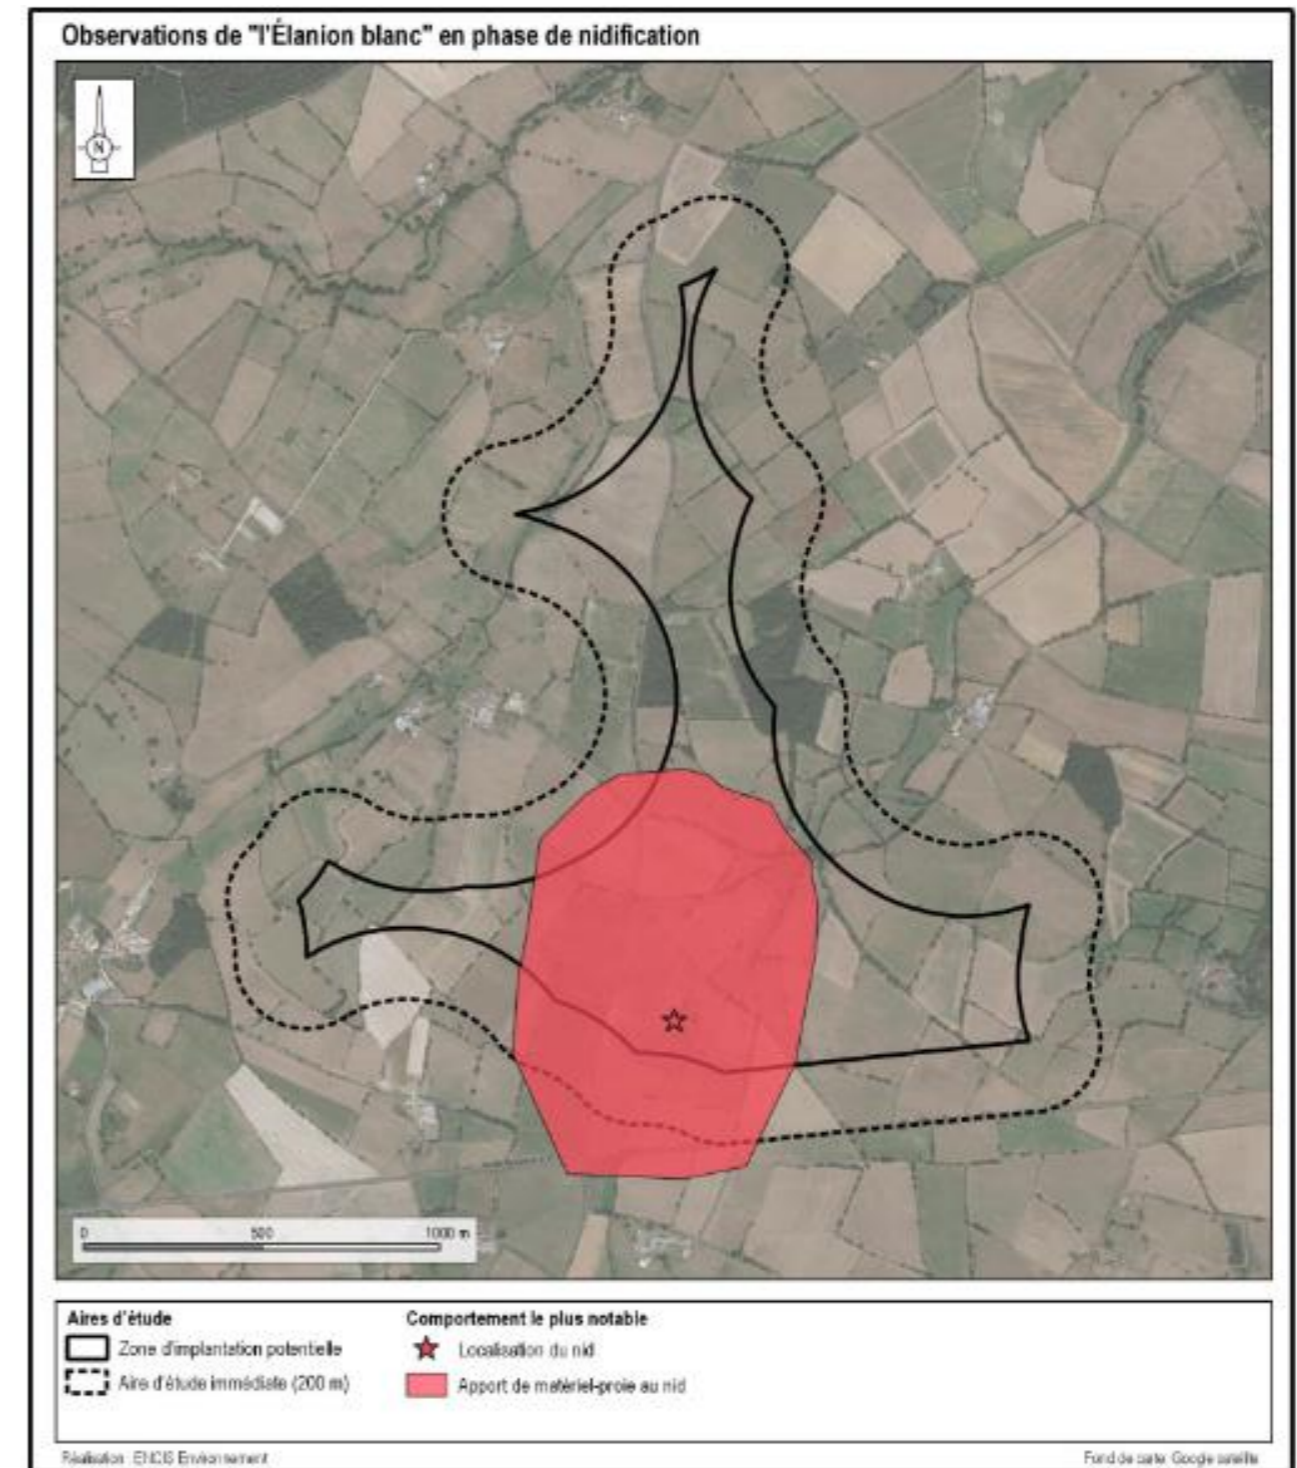 Observations de "l'Élanion blanc" en phase de nidification
N
0 500 1000 m
Aires d'étude
Zone d'implantation potentielle
Aire d'étude immédiate (200 m)
Comportement le plus notable
Localisation du nid
Apport de matériel-proie au nid
Réalisation : ENCIS Environnement
Fond de carte: Google satellite